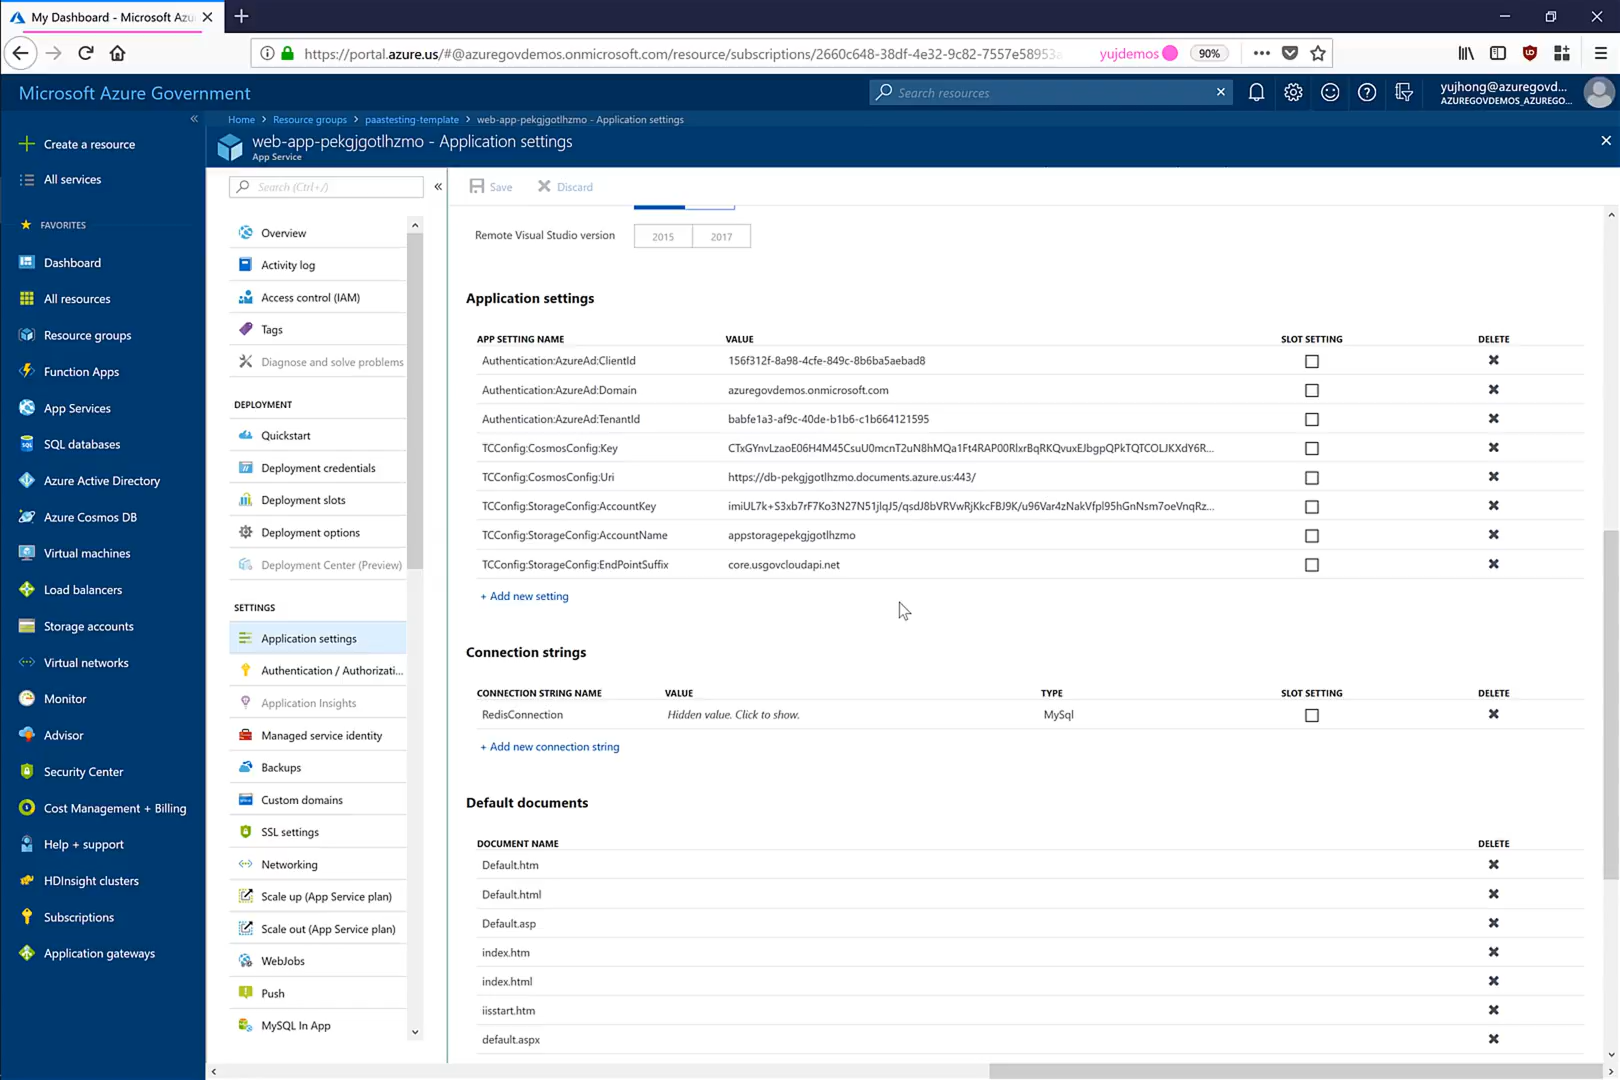 My Dashboard - Microsoft Azu
https://portal.azure.us/#@azuregovdemos.onmicrosoft.com/resource/subscriptions/2660c648-38df-4e32-9c82-7557e58953a
yujdemos
90%
Microsoft Azure Government
Search resources
yujhong@azuregovd...
AZUREGOVDEMOS_AZUREGO...
Home > Resource groups > paastesting-template > web-app-pekgjgotlhzmo - Application settings
web-app-pekgjgotlhzmo - Application settings
App Service
Create a resource
All services
FAVORITES
Dashboard
All resources
Resource groups
Function Apps
App Services
SQL databases
Azure Active Directory
Azure Cosmos DB
Virtual machines
Load balancers
Storage accounts
Virtual networks
Monitor
Advisor
Security Center
Cost Management + Billing
Help + support
HDInsight clusters
Subscriptions
Application gateways
Search (Ctrl+/)
Overview
Activity log
Access control (IAM)
Tags
Diagnose and solve problems
DEPLOYMENT
Quickstart
Deployment credentials
Deployment slots
Deployment options
Deployment Center (Preview)
SETTINGS
Application settings
Authentication / Authorizati...
Application Insights
Managed service identity
Backups
Custom domains
SSL settings
Networking
Scale up (App Service plan)
Scale out (App Service plan)
WebJobs
Push
MySQL In App
Save Discard
Remote Visual Studio version 2015 2017
Application settings
APP SETTING NAME VALUE SLOT SETTING DELETE
Authentication:AzureAd:ClientId 156f312f-8a98-4cfe-849c-8b6ba5aebad8
Authentication:AzureAd:Domain azuregovdemos.onmicrosoft.com
Authentication:AzureAd:TenantId babfe1a3-af9c-40de-b1b6-c1b664121595
TCConfig:CosmosConfig:Key
TCConfig:CosmosConfig:Uri https://db-pekgjgotlhzmo.documents.azure.us:443/
TCConfig:StorageConfig:AccountKey
TCConfig:StorageConfig:AccountName appstoragepekgjgotlhzmo
TCConfig:StorageConfig:EndPointSuffix core.usgovcloudapi.net
+ Add new setting
Connection strings
CONNECTION STRING NAME VALUE TYPE SLOT SETTING DELETE
RedisConnection Hidden value. Click to show. MySql
+ Add new connection string
Default documents
DOCUMENT NAME DELETE
Default.htm
Default.html
Default.asp
index.htm
index.html
iisstart.htm
default.aspx